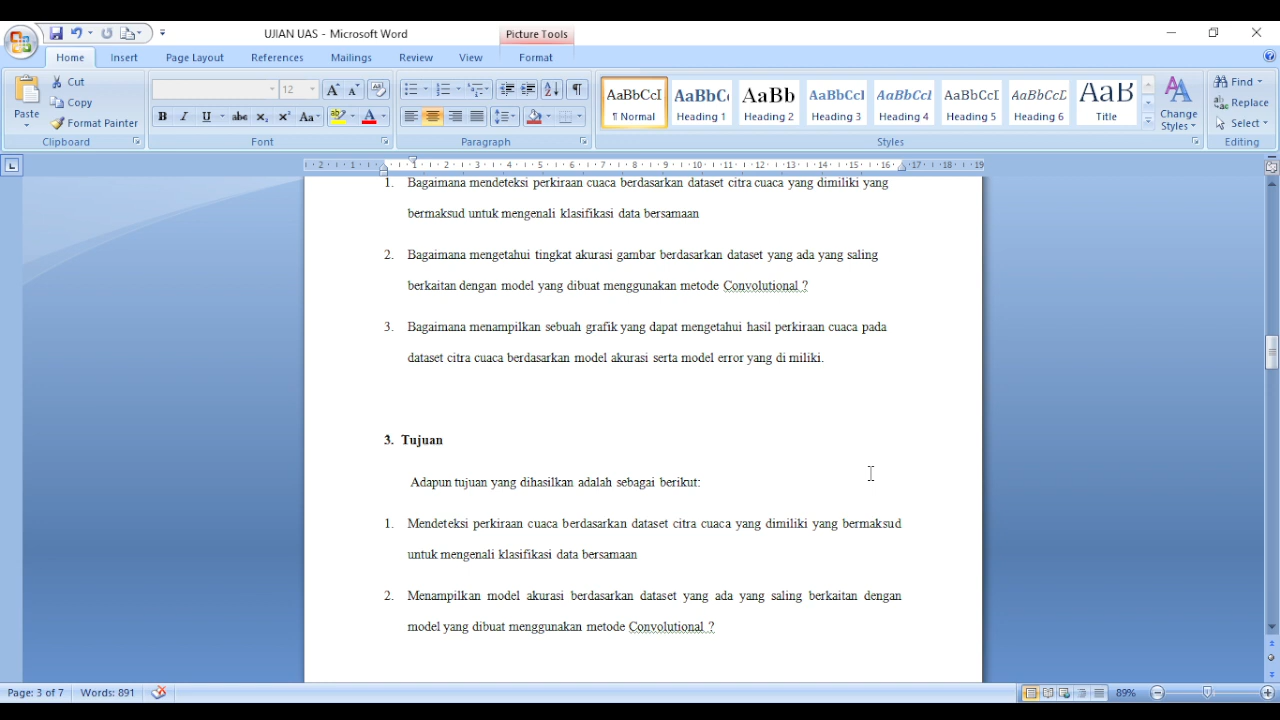 UJIAN UAS - Microsoft Word
Picture Tools
Home Insert Page Layout References Mailings Review View Format
Paste
Cut
Copy
Format Painter
Clipboard
12
Font
Paragraph
AaBbCcI AaBbC AaBb AaBbCcI AaBbCcI AaBbCcI AaBbCcD AaB
¶ Normal Heading 1 Heading 2 Heading 3 Heading 4 Heading 5 Heading 6 Title
Change Styles
Styles
Find
Replace
Select
Editing
1. Bagaimana mendeteksi perkiraan cuaca berdasarkan dataset citra cuaca yang dimiliki yang
bermaksud untuk mengenali klasifikasi data bersamaan
2. Bagaimana mengetahui tingkat akurasi gambar berdasarkan dataset yang ada yang saling
berkaitan dengan model yang dibuat menggunakan metode Convolutional ?
3. Bagaimana menampilkan sebuah grafik yang dapat mengetahui hasil perkiraan cuaca pada
dataset citra cuaca berdasarkan model akurasi serta model error yang di miliki.
3. Tujuan
Adapun tujuan yang dihasilkan adalah sebagai berikut:
1. Mendeteksi perkiraan cuaca berdasarkan dataset citra cuaca yang dimiliki yang bermaksud
untuk mengenali klasifikasi data bersamaan
2. Menampilkan model akurasi berdasarkan dataset yang ada yang saling berkaitan dengan
model yang dibuat menggunakan metode Convolutional ?
Page: 3 of 7 Words: 891 89%